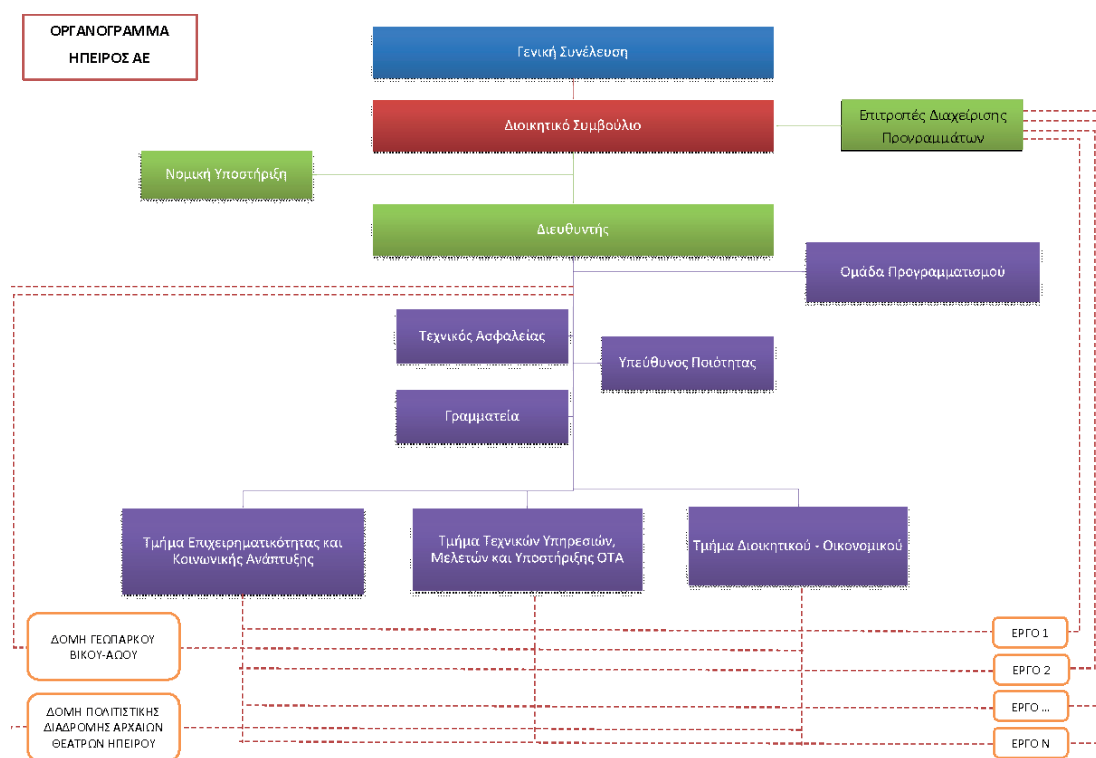 ΟΡΓΑΝΟΓΡΑΜΜΑ
ΗΠΕΙΡΟΣ ΑΕ
Γενική Συνέλευση
Διοικητικό Συμβούλιο
Επιτροπές Διαχείρισης
Προγραμμάτων
Νομική Υποστήριξη
Διευθυντής
Ομάδα Προγραμματισμού
Τεχνικός Ασφαλείας
Υπεύθυνος Ποιότητας
Γραμματεία
Τμήμα Επιχειρηματικότητας και
Κοινωνικής Ανάπτυξης
Τμήμα Τεχνικών Υπηρεσιών,
Μελετών και Υποστήριξης ΟΤΑ
Τμήμα Διοικητικού - Οικονομικού
ΔΟΜΗ ΓΕΩΠΑΡΚΟΥ
ΒΙΚΟΥ-ΑΩΟΥ
ΕΡΓΟ 1
ΕΡΓΟ 2
ΔΟΜΗ ΠΟΛΙΤΙΣΤΙΚΗΣ
ΔΙΑΔΡΟΜΗΣ ΑΡΧΑΙΩΝ
ΘΕΑΤΡΩΝ ΗΠΕΙΡΟΥ
ΕΡΓΟ ...
ΕΡΓΟ Ν